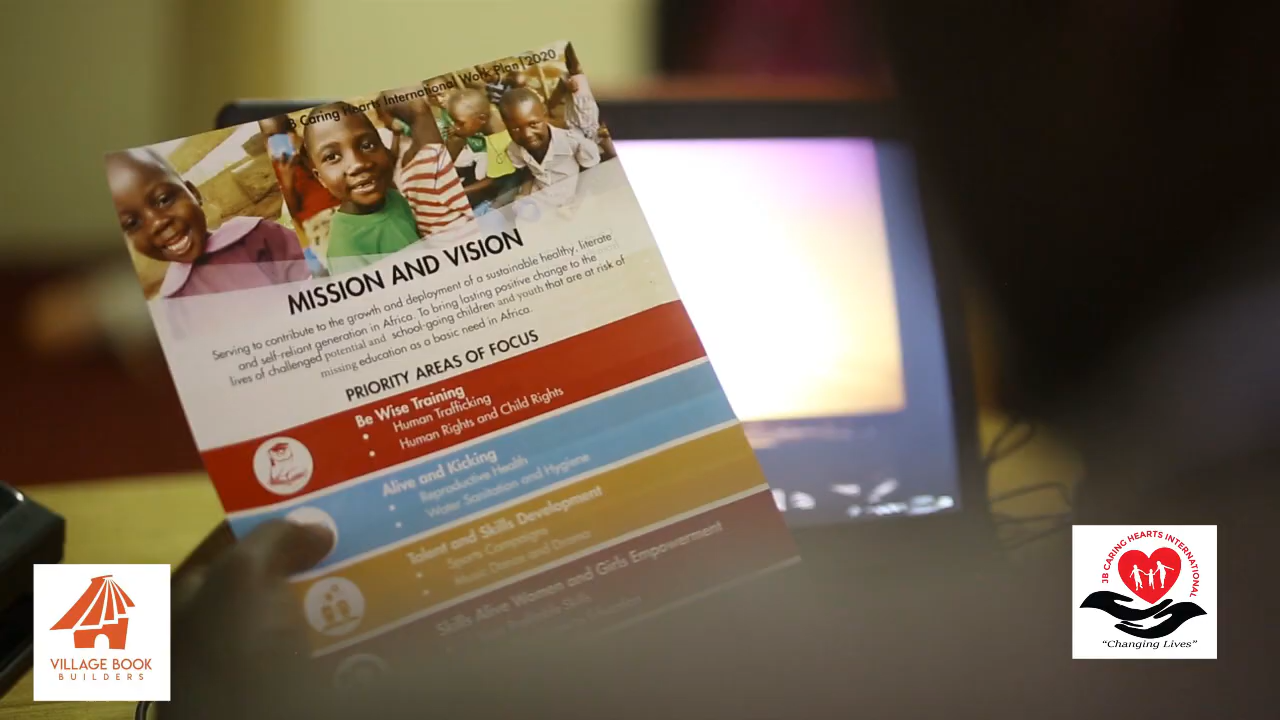 JB Caring Hearts International Work Plan|2020
MISSION AND VISION
Serving to contribute to the growth and deployment of a sustainable healthy, literate
and self-reliant generation in Africa. To bring lasting positive change to the
lives of challenged potential and school-going children and youth that are at risk of
missing education as a basic need in Africa.
PRIORITY AREAS OF FOCUS
Be Wise Training
• Human Trafficking
• Human Rights and Child Rights
Alive and Kicking
• Reproductive Health
• Water Sanitation and Hygiene
Talent and Skills Development
• Sports Campaigns
• Music Dance and Drama
Skills Alive Women and Girls Empowerment
VILLAGE BOOK
BUILDERS
JB CARING HEARTS INTERNATIONAL
“Changing Lives”